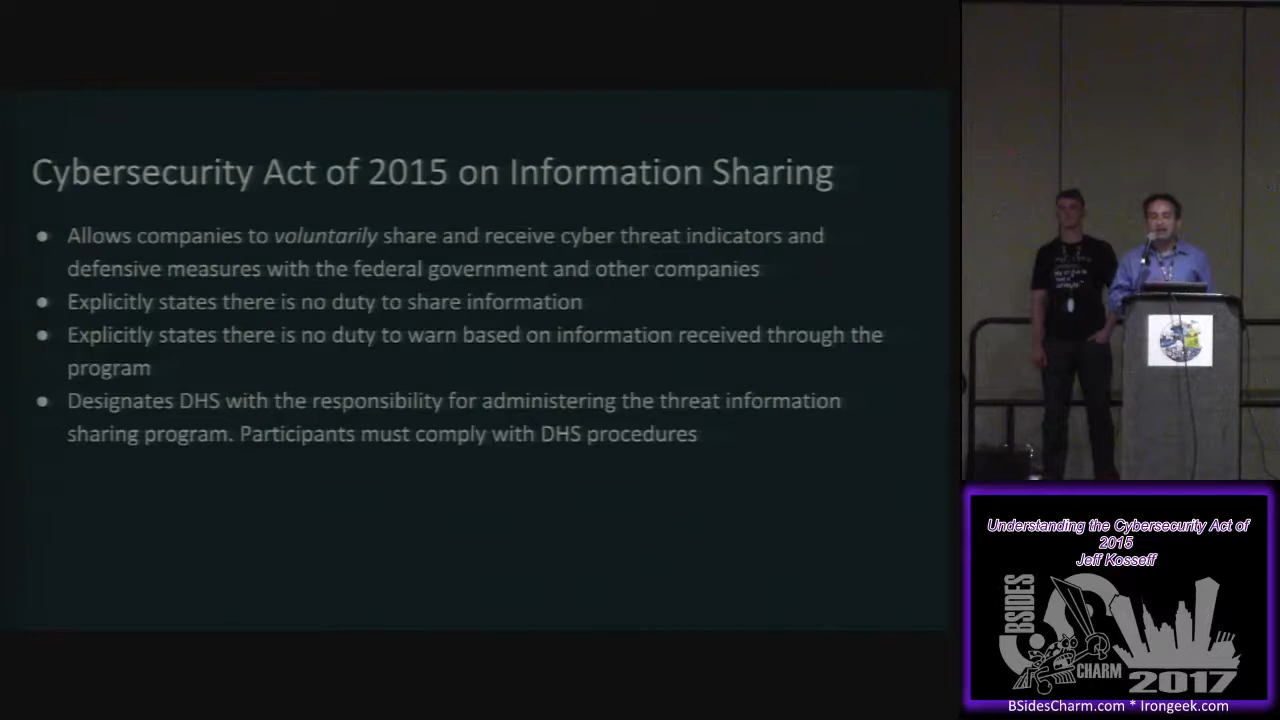 Cybersecurity Act of 2015 on Information Sharing
● Allows companies to voluntarily share and receive cyber threat indicators and
defensive measures with the federal government and other companies
● Explicitly states there is no duty to share information
● Explicitly states there is no duty to warn based on information received through the
program
● Designates DHS with the responsibility for administering the threat information
sharing program. Participants must comply with DHS procedures
Understanding the Cybersecurity Act of
2015
Jeff Kosseff
BSIDES
CHARM
2017
BSidesCharm.com * Irongeek.com